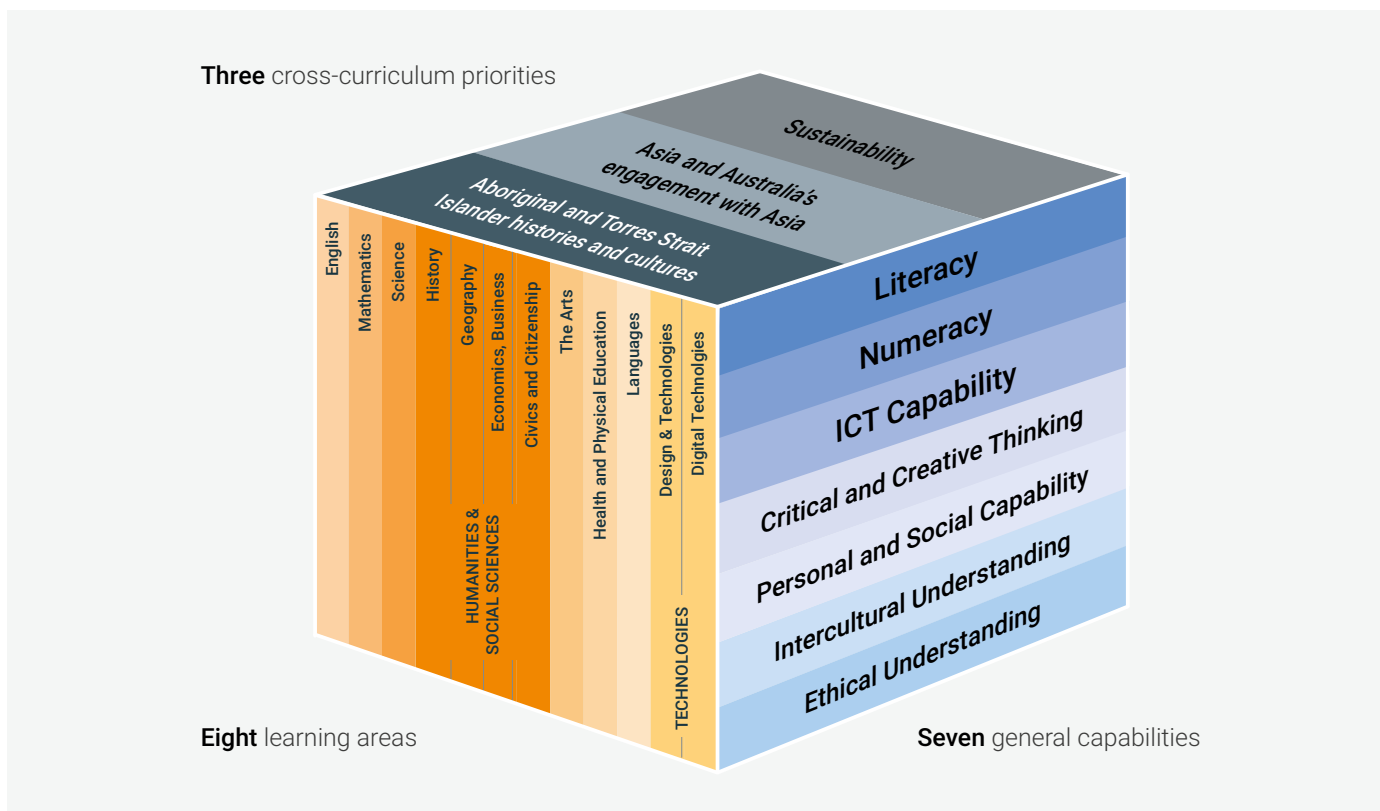 Three cross-curriculum priorities
Sustainability
Asia and Australia's
engagement with Asia
Aboriginal and Torres Strait
Islander histories and cultures
English
Mathematics
Science
History
Geography
Economics, Business
Civics and Citizenship
HUMANITIES &
SOCIAL SCIENCES
The Arts
Health and Physical Education
Languages
Design & Technologies
Digital Technolgies
TECHNOLOGIES
Literacy
Numeracy
ICT Capability
Critical and Creative Thinking
Personal and Social Capability
Intercultural Understanding
Ethical Understanding
Eight learning areas
Seven general capabilities